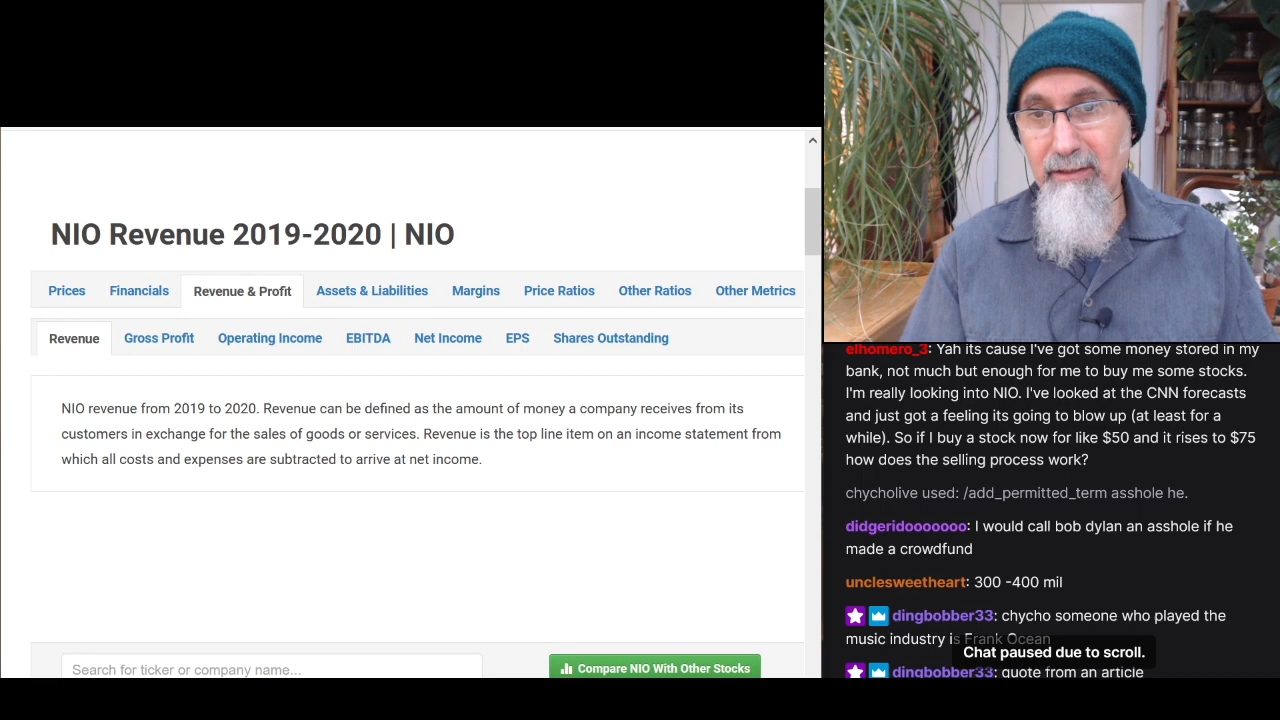 NIO Revenue 2019-2020 | NIO
Prices Financials Revenue & Profit Assets & Liabilities Margins Price Ratios Other Ratios Other Metrics
Revenue Gross Profit Operating Income EBITDA Net Income EPS Shares Outstanding
NIO revenue from 2019 to 2020. Revenue can be defined as the amount of money a company receives from its
customers in exchange for the sales of goods or services. Revenue is the top line item on an income statement from
which all costs and expenses are subtracted to arrive at net income.
Search for ticker or company name...
Compare NIO With Other Stocks
elhomero_3: Yah its cause I've got some money stored in my
bank, not much but enough for me to buy me some stocks.
I'm really looking into NIO. I've looked at the CNN forecasts
and just got a feeling its going to blow up (at least for a
while). So if I buy a stock now for like $50 and it rises to $75
how does the selling process work?
chycholive used: /add_permitted_term asshole he.
didgeridooooooo: I would call bob dylan an asshole if he
made a crowdfund
unclesweetheart: 300 -400 mil
dingbobber33: chycho someone who played the
music industry is Frank Ocean
Chat paused due to scroll.
dingbobber33: quote from an article